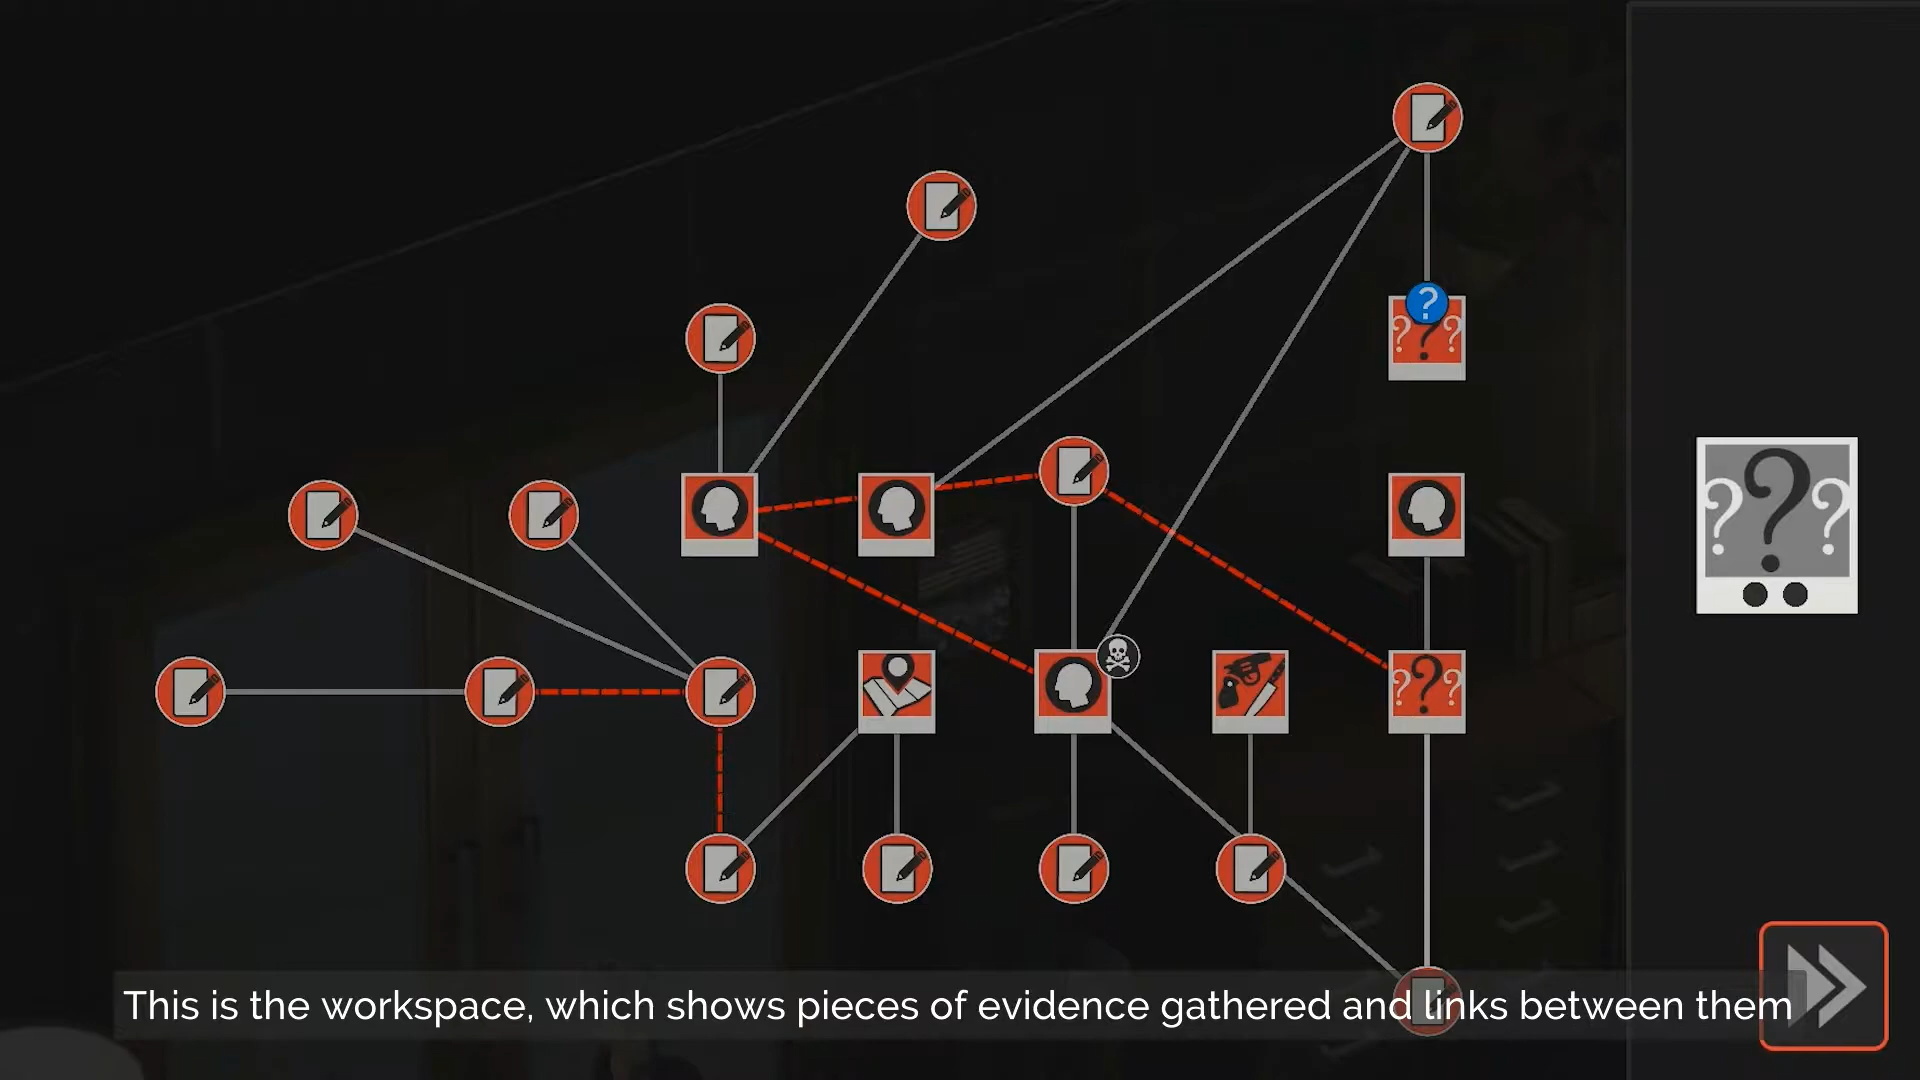 ?
? ? ?
? ? ?
? ? ?
This is the workspace, which shows pieces of evidence gathered and links between them